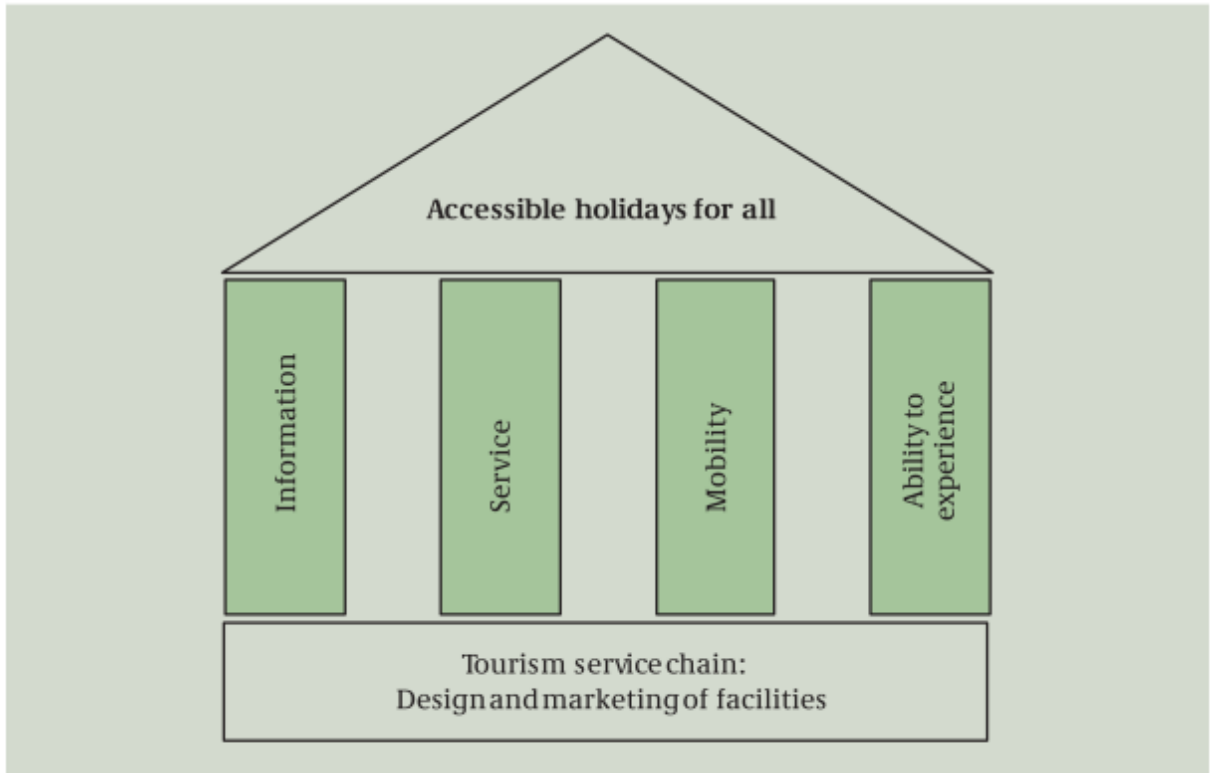 Accessible holidays for all
Information
Service
Mobility
Ability to
experience
Tourism service chain:
Design and marketing of facilities